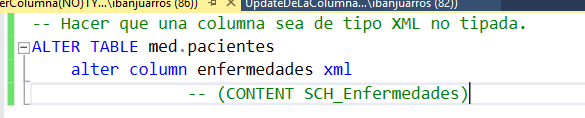 erColumna(NO)TY...\ibanjuarros (86))
UpdateDeLaColumna...\ibanjuarros (82))
-- Hacer que una columna sea de tipo XML no tipada.
ALTER TABLE med.pacientes
alter column enfermedades xml
-- (CONTENT SCH_Enfermedades)